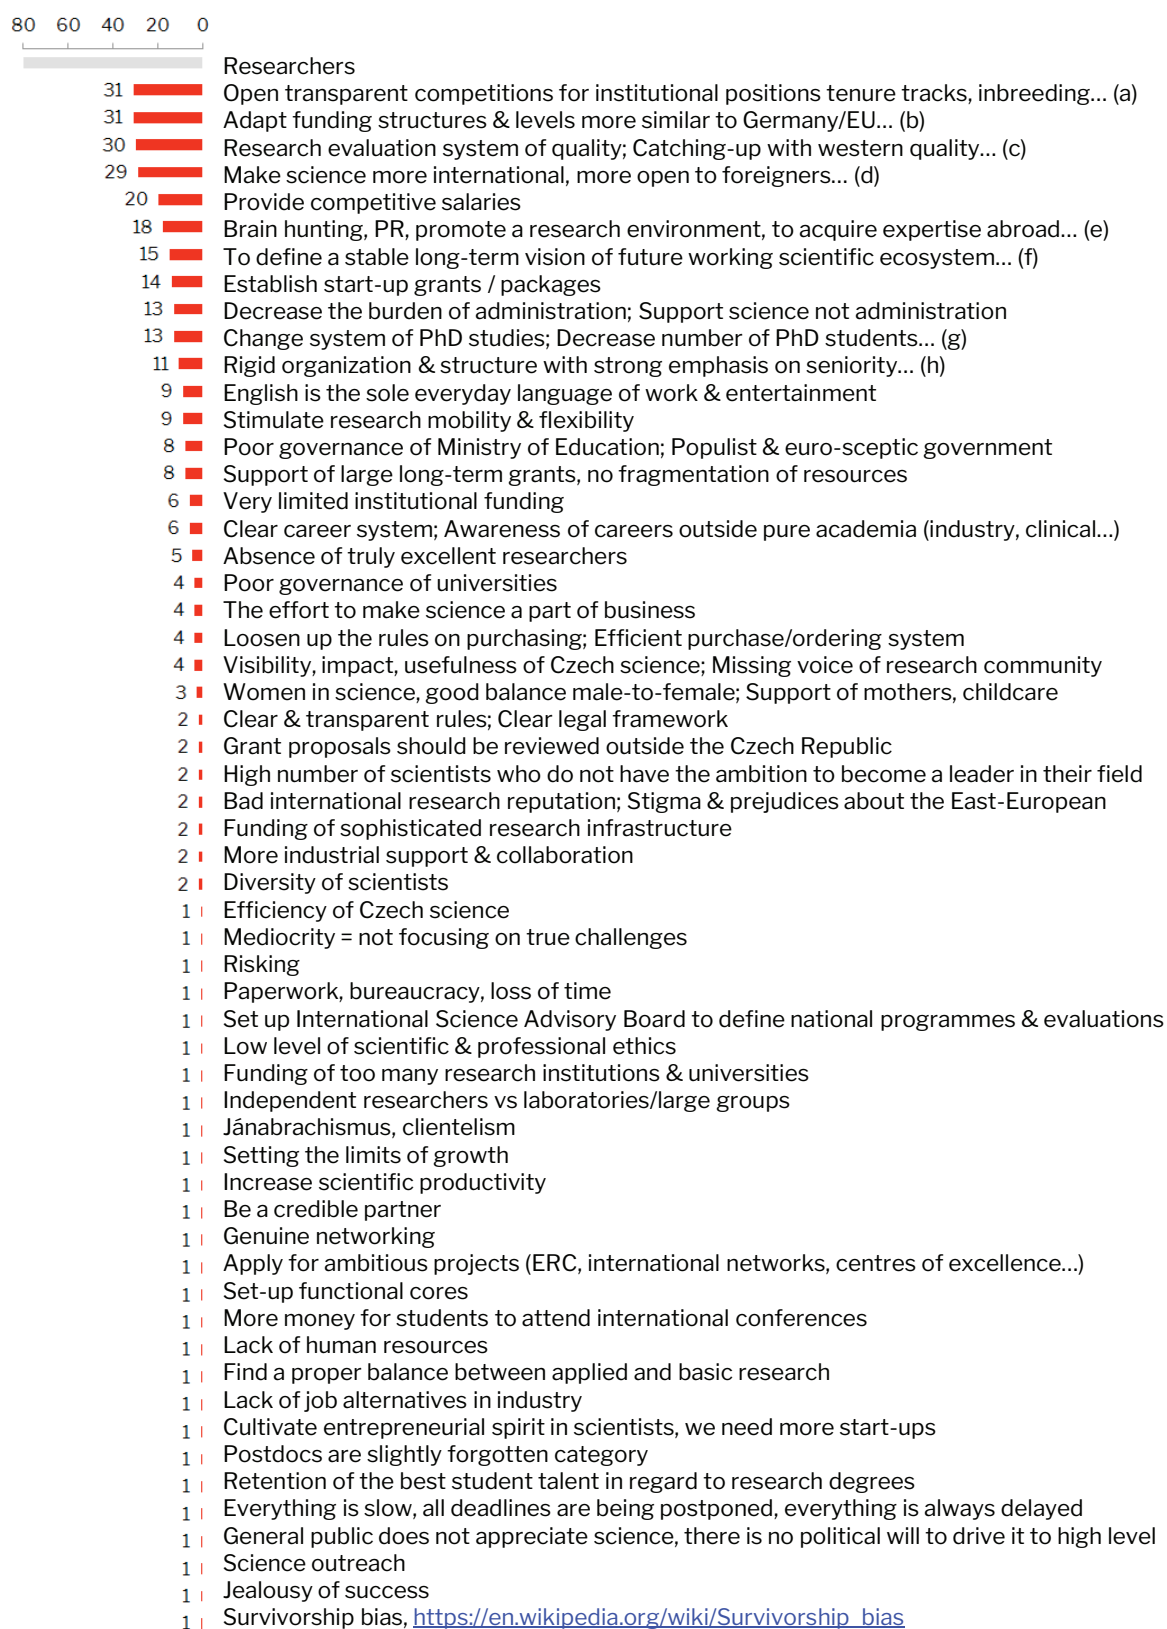 80 60 40 20 0
Researchers
31 Open transparent competitions for institutional positions tenure tracks, inbreeding... (a)
31 Adapt funding structures & levels more similar to Germany/EU... (b)
30 Research evaluation system of quality; Catching-up with western quality... (c)
29 Make science more international, more open to foreigners... (d)
20 Provide competitive salaries
18 Brain hunting, PR, promote a research environment, to acquire expertise abroad... (e)
15 To define a stable long-term vision of future working scientific ecosystem... (f)
14 Establish start-up grants / packages
13 Decrease the burden of administration; Support science not administration
13 Change system of PhD studies; Decrease number of PhD students... (g)
11 Rigid organization & structure with strong emphasis on seniority... (h)
9 English is the sole everyday language of work & entertainment
9 Stimulate research mobility & flexibility
8 Poor governance of Ministry of Education; Populist & euro-sceptic government
8 Support of large long-term grants, no fragmentation of resources
6 Very limited institutional funding
6 Clear career system; Awareness of careers outside pure academia (industry, clinical...)
5 Absence of truly excellent researchers
4 Poor governance of universities
4 The effort to make science a part of business
4 Loosen up the rules on purchasing; Efficient purchase/ordering system
4 Visibility, impact, usefulness of Czech science; Missing voice of research community
3 Women in science, good balance male-to-female; Support of mothers, childcare
2 Clear & transparent rules; Clear legal framework
2 Grant proposals should be reviewed outside the Czech Republic
2 High number of scientists who do not have the ambition to become a leader in their field
2 Bad international research reputation; Stigma & prejudices about the East-European
2 Funding of sophisticated research infrastructure
2 More industrial support & collaboration
2 Diversity of scientists
1 Efficiency of Czech science
1 Mediocrity = not focusing on true challenges
1 Risking
1 Paperwork, bureaucracy, loss of time
1 Set up International Science Advisory Board to define national programmes & evaluations
1 Low level of scientific & professional ethics
1 Funding of too many research institutions & universities
1 Independent researchers vs laboratories/large groups
1 Jánabrachismus, clientelism
1 Setting the limits of growth
1 Increase scientific productivity
1 Be a credible partner
1 Genuine networking
1 Apply for ambitious projects (ERC, international networks, centres of excellence...)
1 Set-up functional cores
1 More money for students to attend international conferences
1 Lack of human resources
1 Find a proper balance between applied and basic research
1 Lack of job alternatives in industry
1 Cultivate entrepreneurial spirit in scientists, we need more start-ups
1 Postdocs are slightly forgotten category
1 Retention of the best student talent in regard to research degrees
1 Everything is slow, all deadlines are being postponed, everything is always delayed
1 General public does not appreciate science, there is no political will to drive it to high level
1 Science outreach
1 Jealousy of success
1 Survivorship bias, https://en.wikipedia.org/wiki/Survivorship_bias